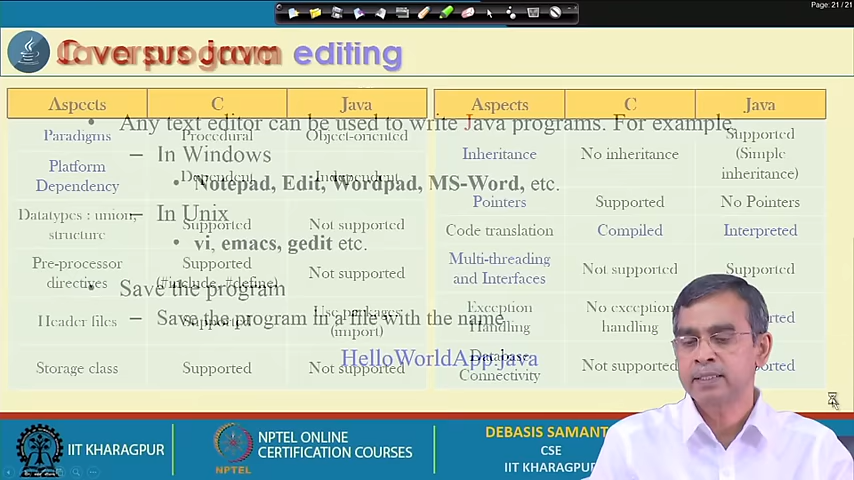 Page: 21 / 21
C versus Java
Java program editing
Aspects C Java
Paradigms Procedural Object-oriented
Platform Dependency Dependent Independent
Datatypes : union, structure Supported Not supported
Pre-processor directives Supported (#include, #define) Not supported
Header files Supported Use packages (import)
Storage class Supported Not supported
Aspects C Java
Inheritance No inheritance Supported (Simple inheritance)
Pointers Supported No Pointers
Code translation Compiled Interpreted
Multi-threading and Interfaces Not supported Supported
Exception Handling No exception handling
Database Connectivity Not supported
• Any text editor can be used to write Java programs. For example,
– In Windows
• Notepad, Edit, Wordpad, MS-Word, etc.
– In Unix
• vi, emacs, gedit etc.
• Save the program
– Save the program in a file with the name
HelloWorldApp.java
IIT KHARAGPUR
NPTEL
NPTEL ONLINE
CERTIFICATION COURSES
DEBASIS SAMANT
CSE
IIT KHARAGPUR